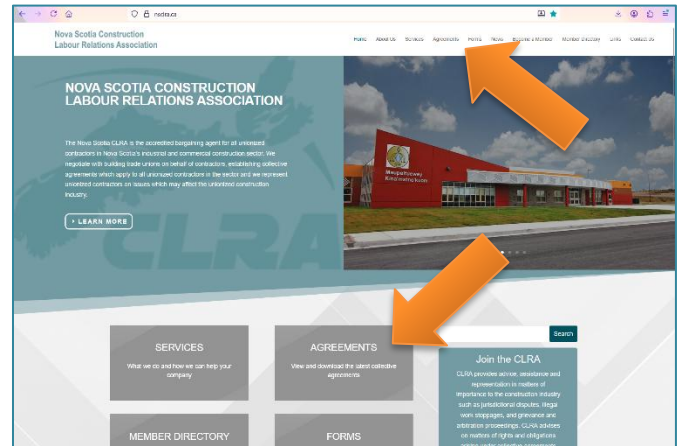 nsclra.ca
Nova Scotia Construction
Labour Relations Association
Home About Us Services Agreements Forms News Become a Member Member Directory Links Contact Us
NOVA SCOTIA CONSTRUCTION
LABOUR RELATIONS ASSOCIATION
The Nova Scotia CLRA is the accredited bargaining agent for all unionized
contractors in Nova Scotia's industrial and commercial construction sector. We
negotiate with building trade unions on behalf of contractors, establishing collective
agreements which apply to all unionized contractors in the sector and we represent
unionized contractors on issues which may affect the unionized construction
industry.
LEARN MORE
CLRA
SERVICES
What we do and how we can help your
company
AGREEMENTS
View and download the latest collective
agreements
Search
Join the CLRA
CLRA provides advice, assistance and
representation in matters of
importance to the construction industry
such as jurisdictional disputes, illegal
work stoppages, and grievance and
arbitration proceedings. CLRA advises
on matters of rights and obligations
arising under collective agreements
MEMBER DIRECTORY
FORMS